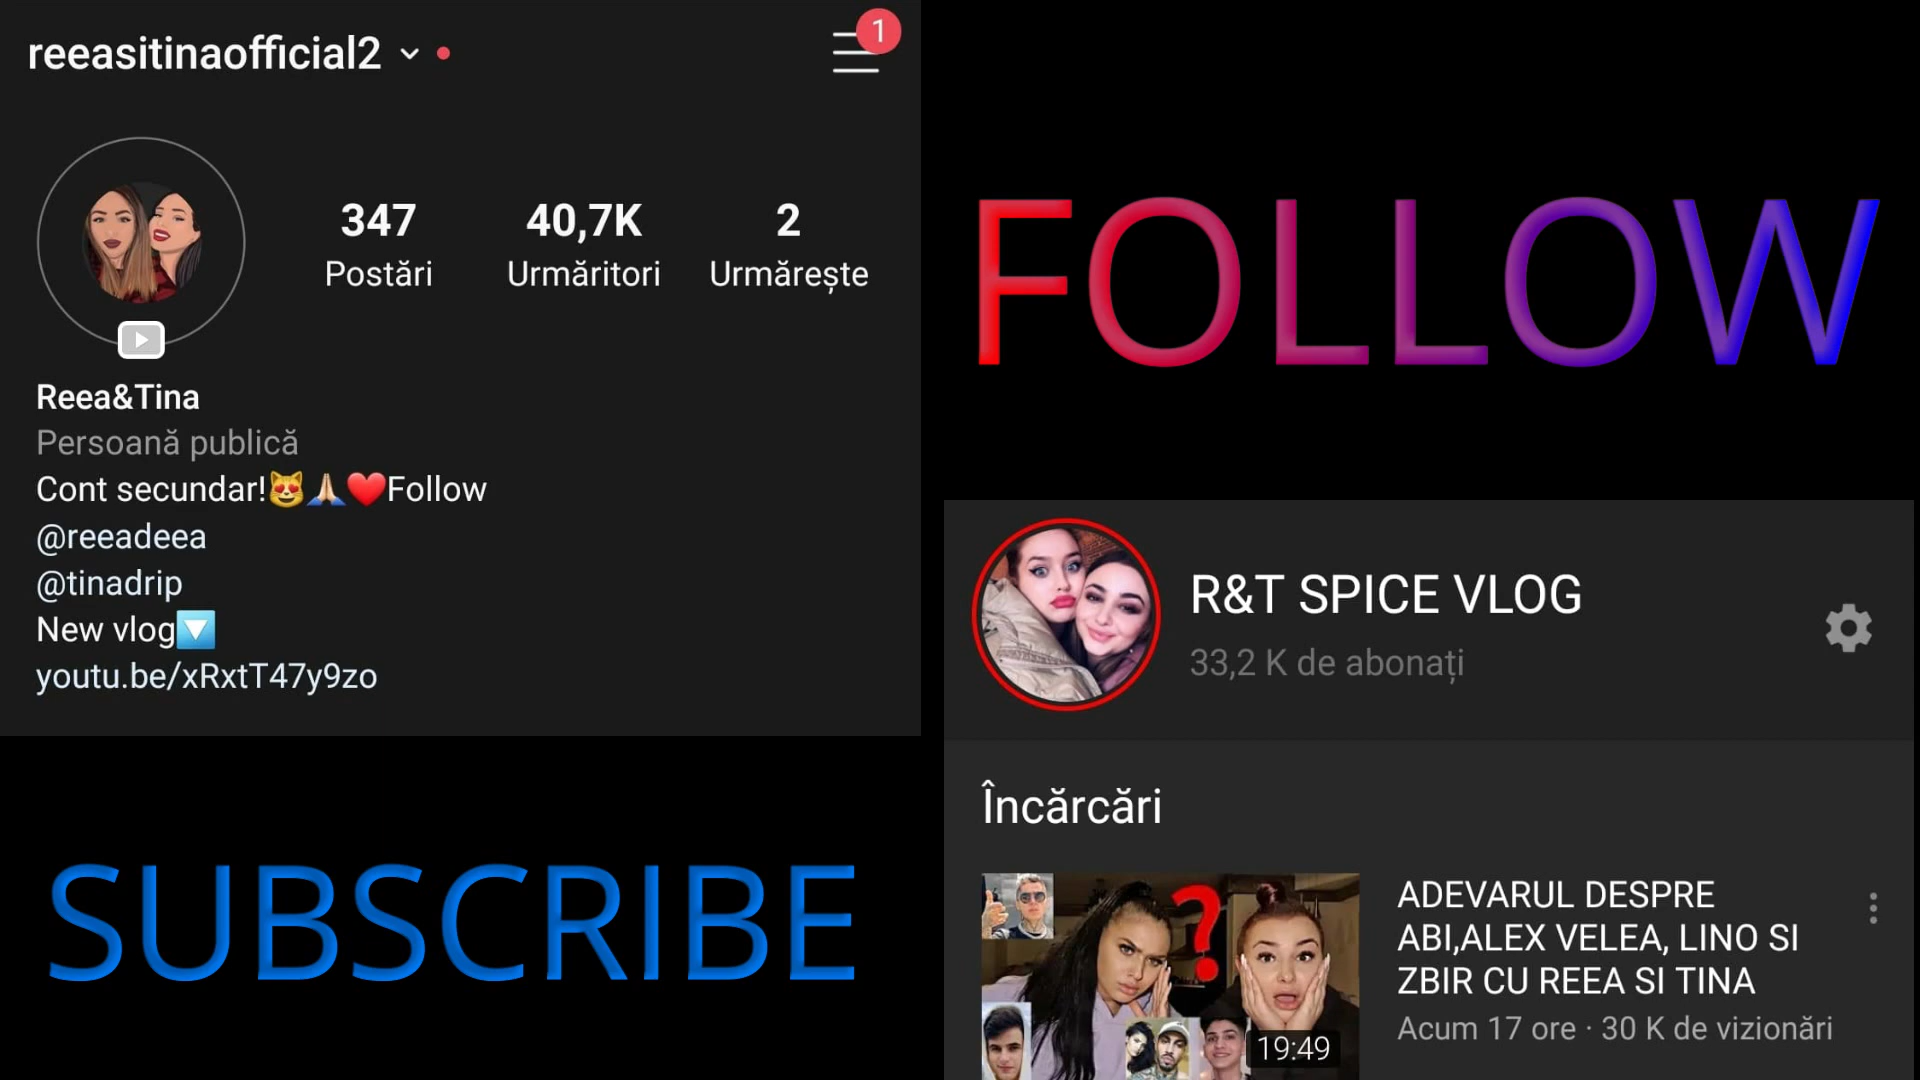 reeasitinaofficial2
1
347
Postări
40,7K
Urmăritori
2
Urmărește
Reea&Tina
Persoană publică
Cont secundar!😻🙏🏻❤️Follow
@reeadeea
@tinadrip
New vlog🔽
youtu.be/xRxtT47y9zo
FOLLOW
SUBSCRIBE
R&T SPICE VLOG
33,2 K de abonați
Încărcări
?
19:49
ADEVARUL DESPRE
ABI,ALEX VELEA, LINO SI
ZBIR CU REEA SI TINA
Acum 17 ore · 30 K de vizionări